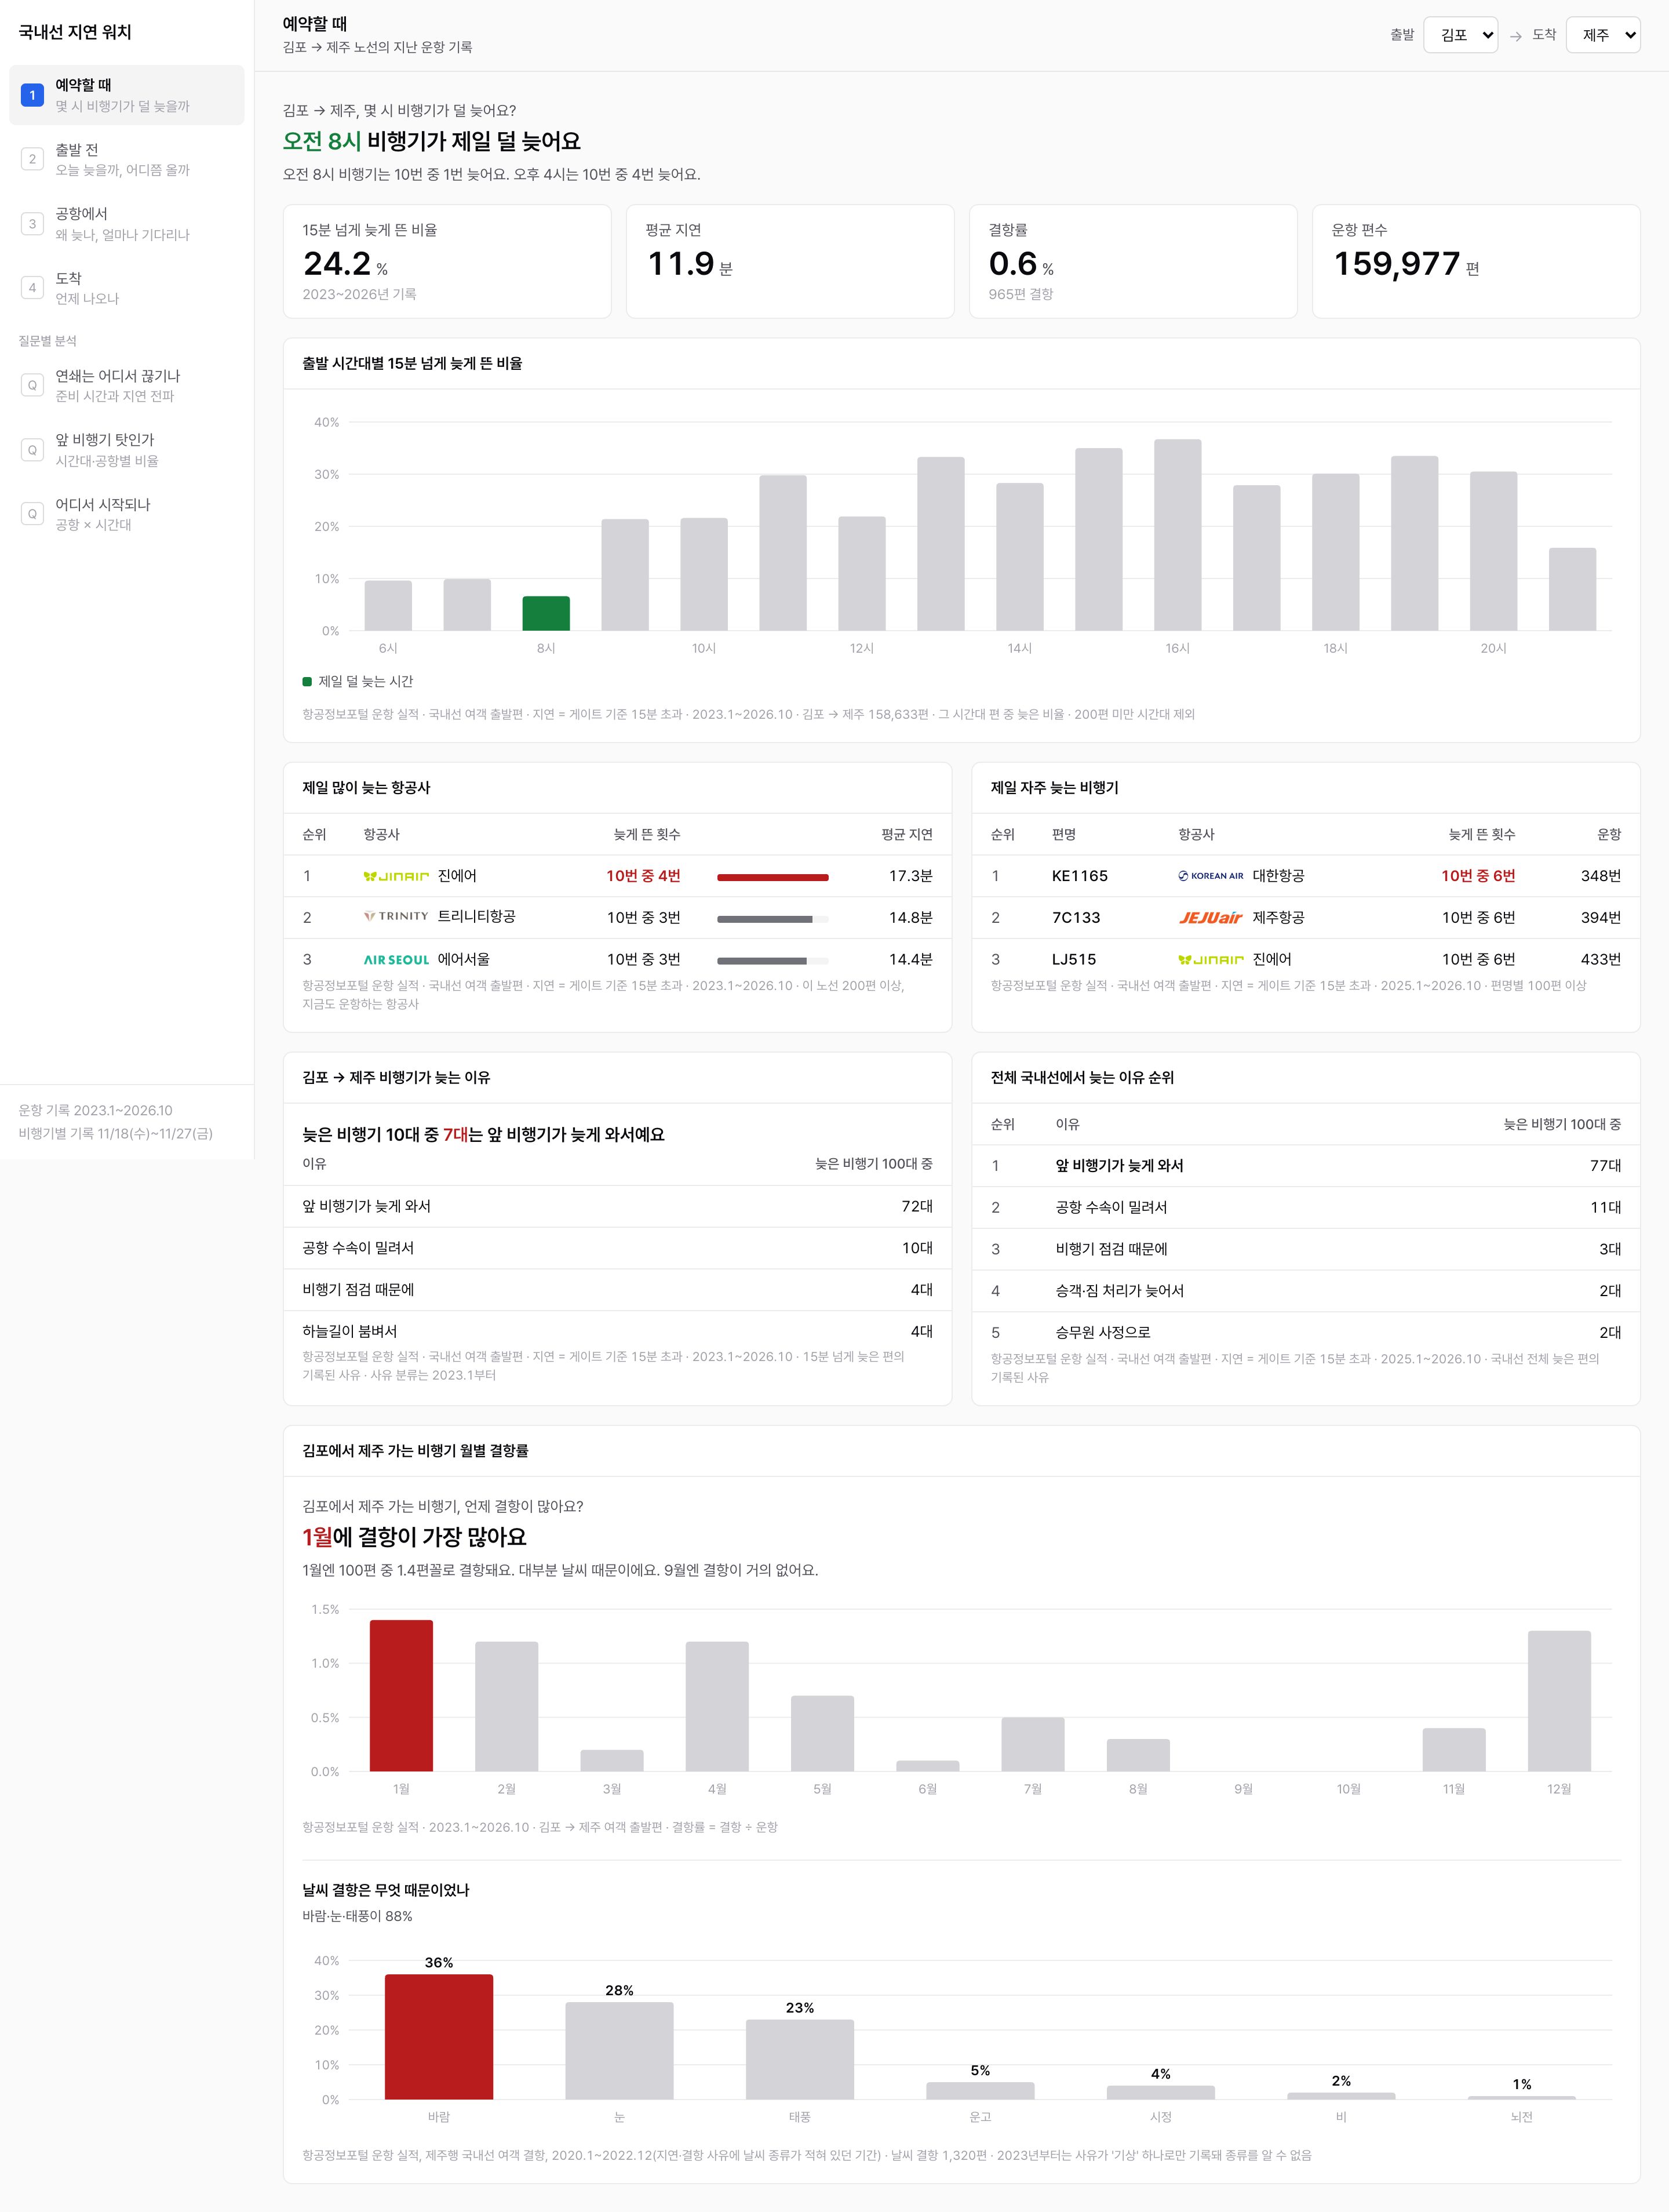 국내선 지연 워치
1
예약할 때
몇 시 비행기가 덜 늦을까
2
출발 전
오늘 늦을까, 어디쯤 올까
3
공항에서
왜 늦나, 얼마나 기다리나
4
도착
언제 나오나
질문별 분석
Q
연쇄는 어디서 끊기나
준비 시간과 지연 전파
Q
앞 비행기 탓인가
시간대·공항별 비율
Q
어디서 시작되나
공항 × 시간대
운항 기록 2023.1~2026.10
비행기별 기록 11/18(수)~11/27(금)
예약할 때
김포 → 제주 노선의 지난 운항 기록
출발 김포 → 도착 제주
김포 → 제주, 몇 시 비행기가 덜 늦어요?
오전 8시 비행기가 제일 덜 늦어요
오전 8시 비행기는 10번 중 1번 늦어요. 오후 4시는 10번 중 4번 늦어요.
15분 넘게 늦게 뜬 비율
24.2 %
2023~2026년 기록
평균 지연
11.9 분
결항률
0.6 %
965편 결항
운항 편수
159,977 편
출발 시간대별 15분 넘게 늦게 뜬 비율
40%
30%
20%
10%
0%
6시 8시 10시 12시 14시 16시 18시 20시
제일 덜 늦는 시간
항공정보포털 운항 실적 · 국내선 여객 출발편 · 지연 = 게이트 기준 15분 초과 · 2023.1~2026.10 · 김포 → 제주 158,633편 · 그 시간대 편 중 늦은 비율 · 200편 미만 시간대 제외
제일 많이 늦는 항공사
순위 항공사 늦게 뜬 횟수 평균 지연
1 JINAIR 진에어 10번 중 4번 17.3분
2 TRINITY 트리니티항공 10번 중 3번 14.8분
3 AIR SEOUL 에어서울 10번 중 3번 14.4분
항공정보포털 운항 실적 · 국내선 여객 출발편 · 지연 = 게이트 기준 15분 초과 · 2023.1~2026.10 · 이 노선 200편 이상,
지금도 운항하는 항공사
제일 자주 늦는 비행기
순위 편명 항공사 늦게 뜬 횟수 운항
1 KE1165 KOREAN AIR 대한항공 10번 중 6번 348번
2 7C133 JEJUair 제주항공 10번 중 6번 394번
3 LJ515 JINAIR 진에어 10번 중 6번 433번
항공정보포털 운항 실적 · 국내선 여객 출발편 · 지연 = 게이트 기준 15분 초과 · 2025.1~2026.10 · 편명별 100편 이상
김포 → 제주 비행기가 늦는 이유
늦은 비행기 10대 중 7대는 앞 비행기가 늦게 와서예요
이유 늦은 비행기 100대 중
앞 비행기가 늦게 와서 72대
공항 수속이 밀려서 10대
비행기 점검 때문에 4대
하늘길이 붐벼서 4대
항공정보포털 운항 실적 · 국내선 여객 출발편 · 지연 = 게이트 기준 15분 초과 · 2023.1~2026.10 · 15분 넘게 늦은 편의
기록된 사유 · 사유 분류는 2023.1부터
전체 국내선에서 늦는 이유 순위
순위 이유 늦은 비행기 100대 중
1 앞 비행기가 늦게 와서 77대
2 공항 수속이 밀려서 11대
3 비행기 점검 때문에 3대
4 승객·짐 처리가 늦어서 2대
5 승무원 사정으로 2대
항공정보포털 운항 실적 · 국내선 여객 출발편 · 지연 = 게이트 기준 15분 초과 · 2025.1~2026.10 · 국내선 전체 늦은 편의
기록된 사유
김포에서 제주 가는 비행기 월별 결항률
김포에서 제주 가는 비행기, 언제 결항이 많아요?
1월에 결항이 가장 많아요
1월엔 100편 중 1.4편꼴로 결항돼요. 대부분 날씨 때문이에요. 9월엔 결항이 거의 없어요.
1.5%
1.0%
0.5%
0.0%
1월 2월 3월 4월 5월 6월 7월 8월 9월 10월 11월 12월
항공정보포털 운항 실적 · 2023.1~2026.10 · 김포 → 제주 여객 출발편 · 결항률 = 결항 ÷ 운항
날씨 결항은 무엇 때문이었나
바람·눈·태풍이 88%
40%
30%
20%
10%
0%
36% 28% 23% 5% 4% 2% 1%
바람 눈 태풍 운고 시정 비 뇌전
항공정보포털 운항 실적, 제주행 국내선 여객 결항, 2020.1~2022.12(지연·결항 사유에 날씨 종류가 적혀 있던 기간) · 날씨 결항 1,320편 · 2023년부터는 사유가 '기상' 하나로만 기록돼 종류를 알 수 없음